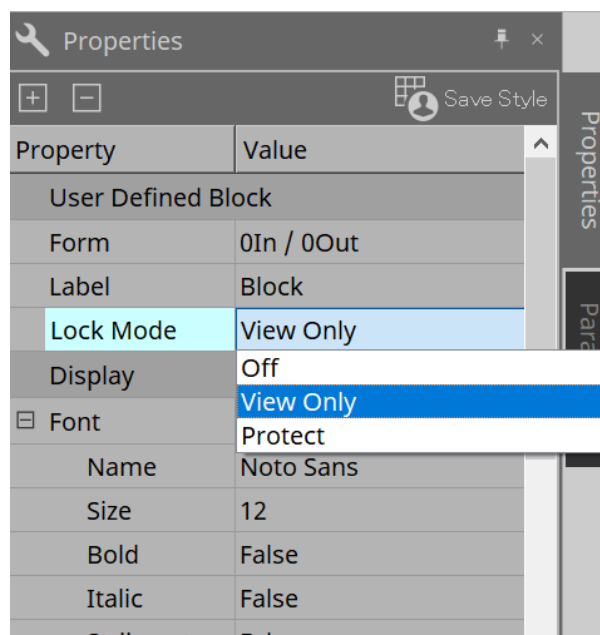 Properties
Save Style
Property Value
User Defined Block
Form 0In / 0Out
Label Block
Lock Mode View Only
Off
Display
View Only
Font
Protect
Name Noto Sans
Size 12
Bold False
Italic False
Properties